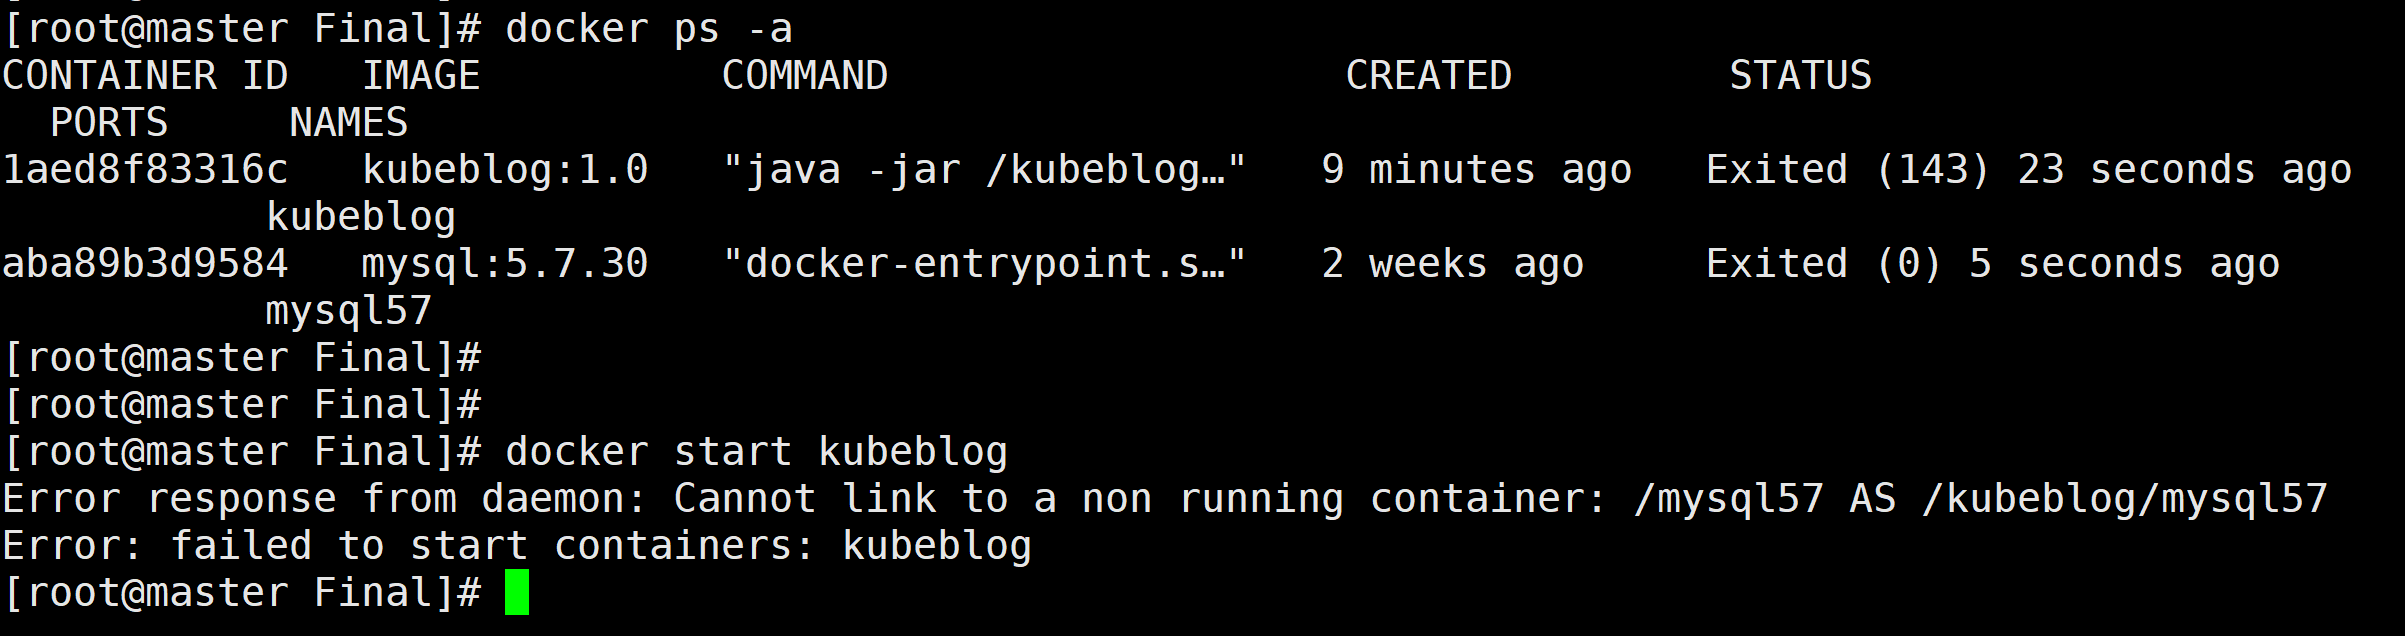 [root@master Final]# docker ps -a
CONTAINER ID   IMAGE          COMMAND                   CREATED         STATUS
  PORTS     NAMES
1aed8f83316c   kubeblog:1.0   "java -jar /kubeblog…"   9 minutes ago   Exited (143) 23 seconds ago
           kubeblog
aba89b3d9584   mysql:5.7.30   "docker-entrypoint.s…"   2 weeks ago     Exited (0) 5 seconds ago
           mysql57
[root@master Final]#
[root@master Final]#
[root@master Final]# docker start kubeblog
Error response from daemon: Cannot link to a non running container: /mysql57 AS /kubeblog/mysql57
Error: failed to start containers: kubeblog
[root@master Final]#